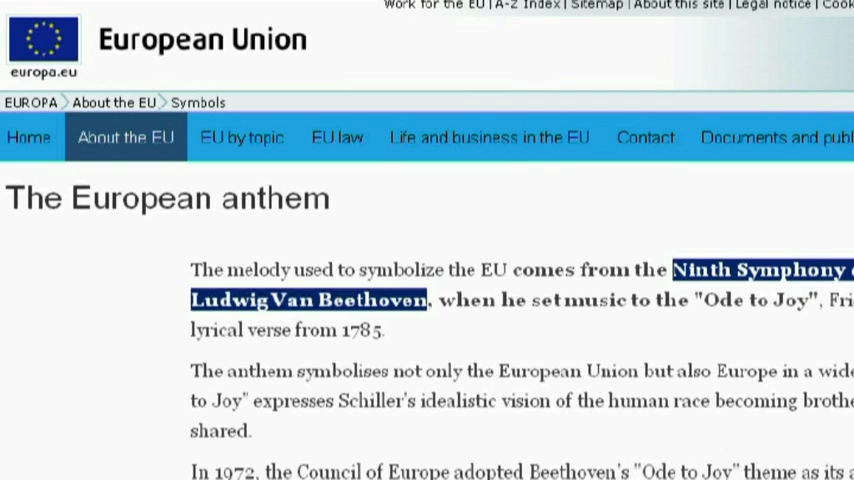 Work for the EU | A-Z Index | Sitemap | About this site | Legal notice |
European Union
europa.eu
EUROPA About the EU Symbols
Home About the EU EU by topic EU law Life and business in the EU Contact Documents and
The European anthem
The melody used to symbolize the EU comes from the Ninth Symphony
Ludwig Van Beethoven, when he set music to the "Ode to Joy",
lyrical verse from 1785.
The anthem symbolises not only the European Union but also Europe in a
to Joy" expresses Schiller's idealistic vision of the human race becoming
shared.
In 1972, the Council of Europe adopted Beethoven's "Ode to Joy" theme as its